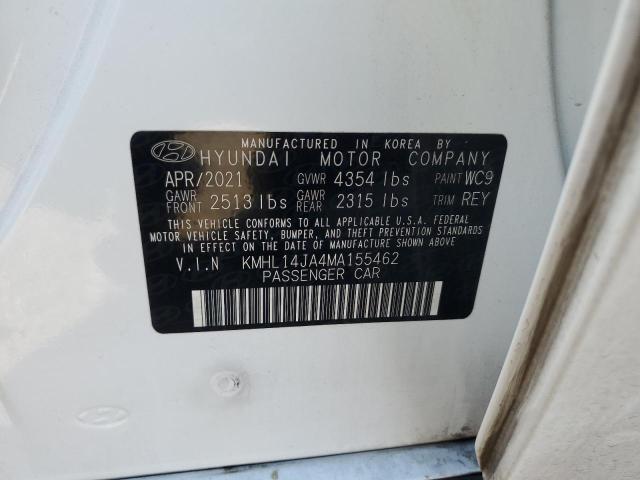 MANUFACTURED IN KOREA BY
HYUNDAI MOTOR COMPANY
APR/2021 GVWR 4354 lbs PAINT WC9
GAWR FRONT 2513 lbs GAWR REAR 2315 lbs TRIM REY
THIS VEHICLE CONFORMS TO ALL APPLICABLE U.S.A. FEDERAL
MOTOR VEHICLE SAFETY, BUMPER, AND THEFT PREVENTION STANDARDS
IN EFFECT ON THE DATE OF MANUFACTURE SHOWN ABOVE.
V.I.N KMHL14JA4MA155462
PASSENGER CAR